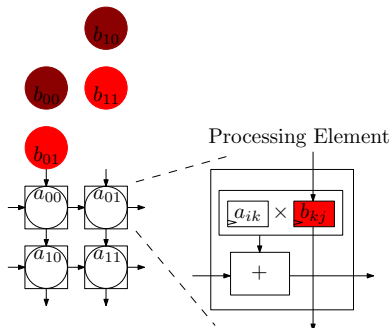 b₁₀
b₀₀ b₁₁
b₀₁
Processing Element
a₀₀ a₀₁
aᵢₖ × bₖⱼ
a₁₀ a₁₁
+